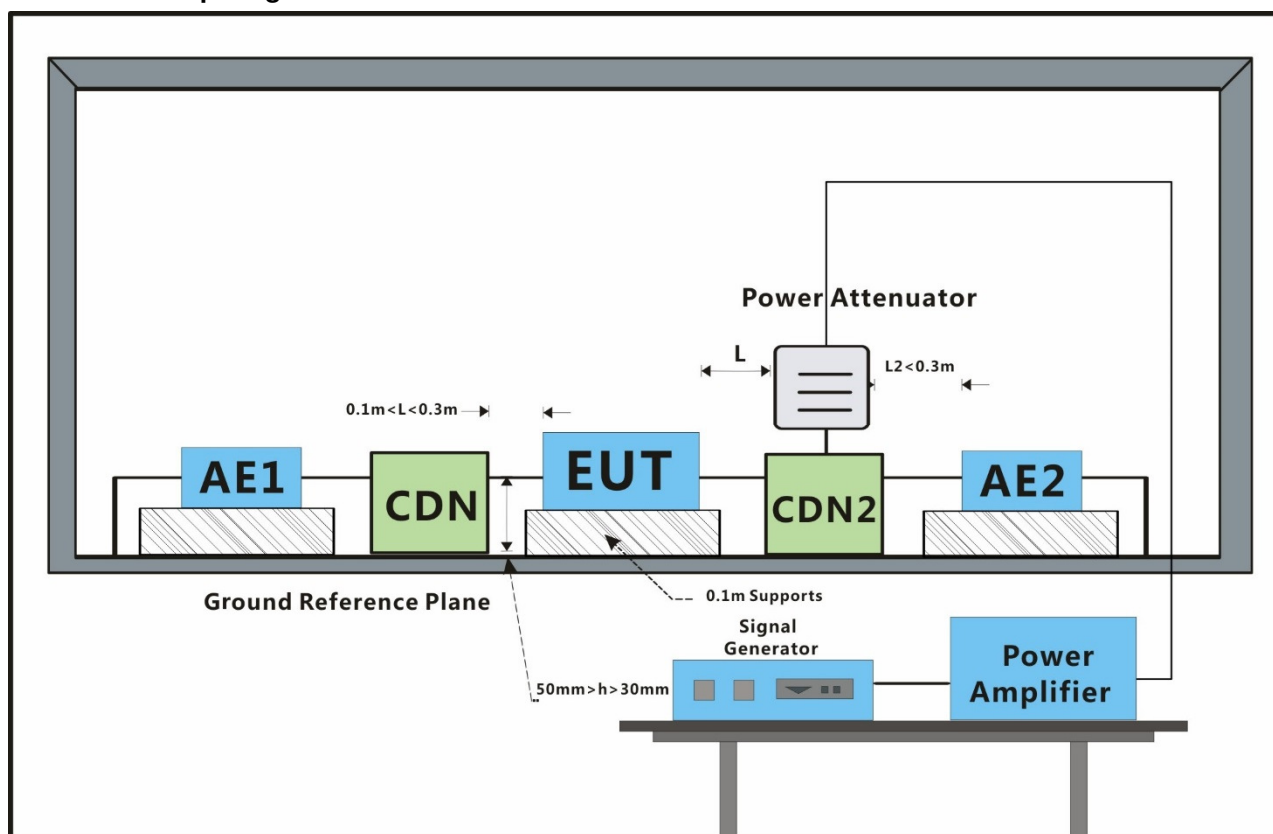 Power Attenuator
L
L2<0.3m
0.1m<L<0.3m
AE1
CDN
EUT
CDN2
AE2
Ground Reference Plane
0.1m Supports
Signal
Generator
50mm>h>30mm
Power
Amplifier